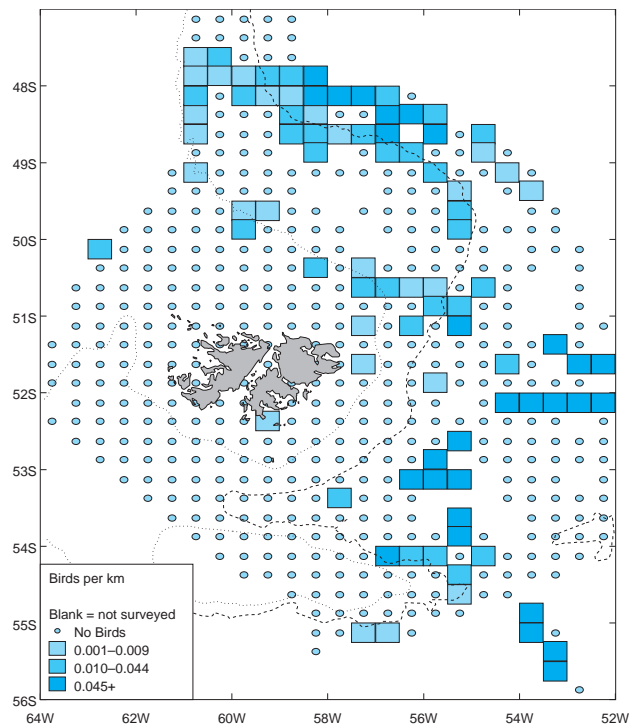 48S
49S
50S
51S
52S
53S
54S
55S
56S
Birds per km
Blank = not surveyed
No Birds
0.001–0.009
0.010–0.044
0.045+
64W 62W 60W 58W 56W 54W 52W